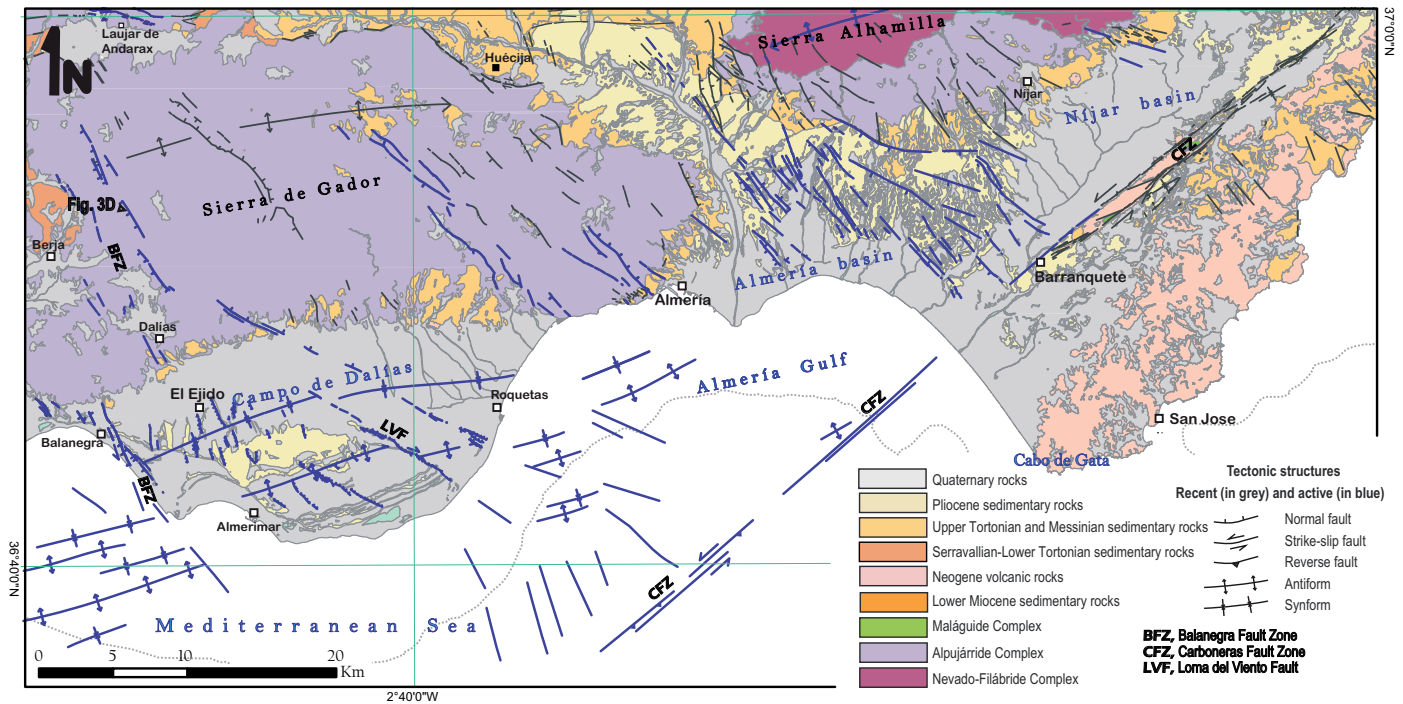 Laujar de
Andarax
1N
Huécija
Sierra Alhamilla
37°0'0"N
Níjar
Níjar basin
CFZ
Sierra de Gador
Fig. 3D
Berja
BFZ
Almería basin
Barranquete
Almería
Dalías
Campo de Dalías
El Ejido
Roquetas
Almería Gulf
CFZ
LVF
Balanegra
San Jose
Cabo de Gata
BFZ
Almerimar
36°40'0"N
CFZ
Mediterranean Sea
0 5 10 20
Km
2°40'0"W
Quaternary rocks
Pliocene sedimentary rocks
Upper Tortonian and Messinian sedimentary rocks
Serravallian-Lower Tortonian sedimentary rocks
Neogene volcanic rocks
Lower Miocene sedimentary rocks
Maláguide Complex
Alpujárride Complex
Nevado-Filábride Complex
Tectonic structures
Recent (in grey) and active (in blue)
Normal fault
Strike-slip fault
Reverse fault
Antiform
Synform
BFZ, Balanegra Fault Zone
CFZ, Carboneras Fault Zone
LVF, Loma del Viento Fault